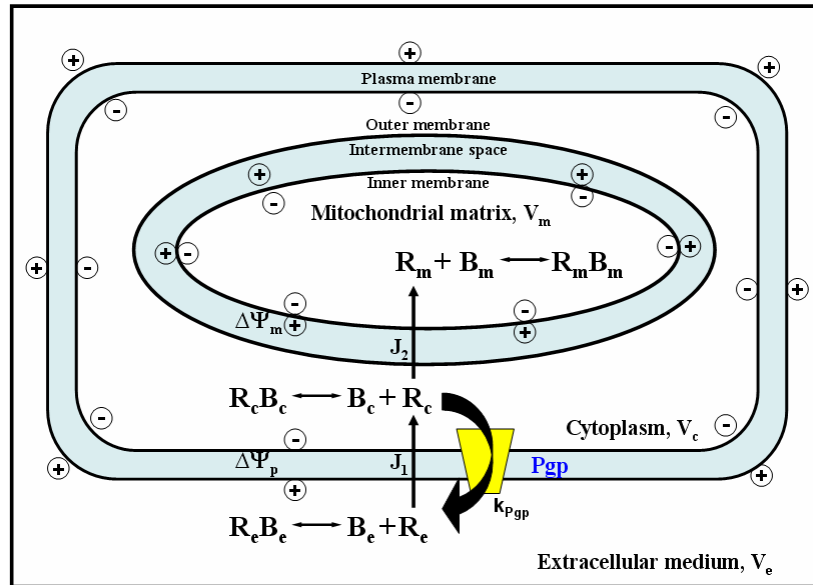 Plasma membrane
Outer membrane
Intermembrane space
Inner membrane
Mitochondrial matrix, Vm
Rm + Bm ⟷ RmBm
ΔΨm
J2
RcBc ⟷ Bc + Rc
Cytoplasm, Vc
ΔΨp
J1
Pgp
kPgp
ReBe ⟷ Be + Re
Extracellular medium, Ve